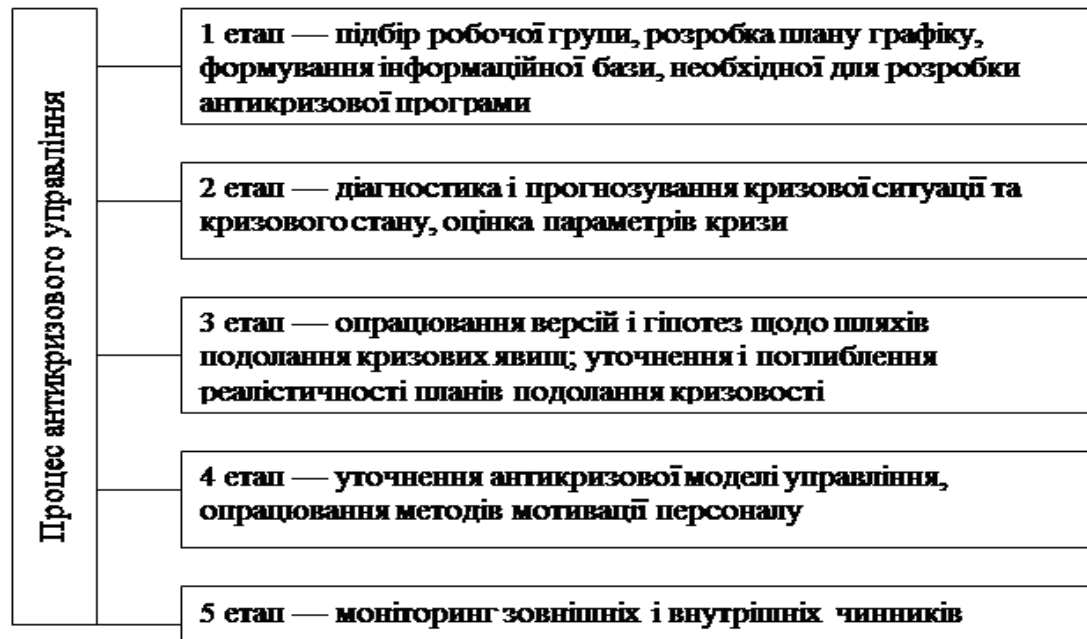 Процес антикризового управління
1 етап — підбір робочої групи, розробка плану графіку,
формування інформаційної бази, необхідної для розробки
антикризової програми
2 етап — діагностика і прогнозування кризової ситуації та
кризового стану, оцінка параметрів кризи
3 етап — опрацювання версій і гіпотез щодо шляхів
подолання кризових явищ; уточнення і поглиблення
реалістичності планів подолання кризовості
4 етап — уточнення антикризової моделі управління,
опрацювання методів мотивації персоналу
5 етап — моніторинг зовнішніх і внутрішніх чинників